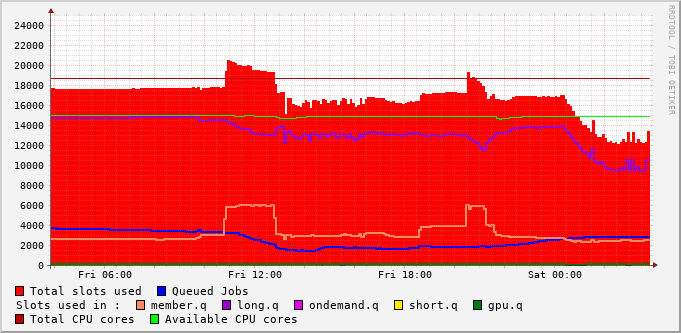 24000
22000
20000
18000
16000
14000
12000
10000
8000
6000
4000
2000
0
Fri 06:00 Fri 12:00 Fri 18:00 Sat 00:00
RRDTOOL / TOBI OETIKER
Total slots used Queued Jobs
Slots used in : member.q long.q ondemand.q short.q gpu.q
Total CPU cores Available CPU cores